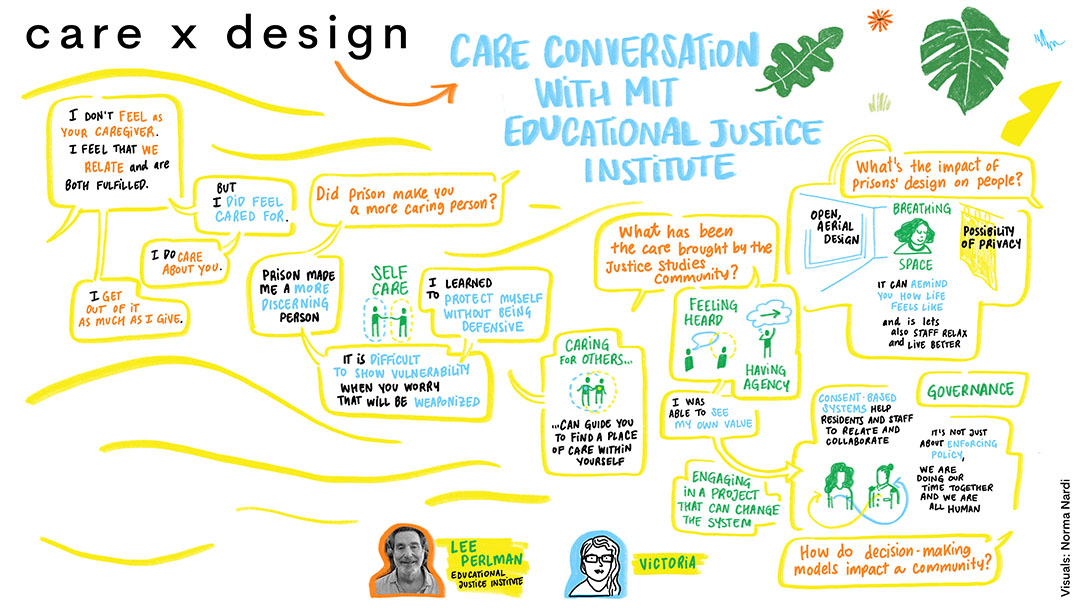 care x design
CARE CONVERSATION
WITH MIT
EDUCATIONAL JUSTICE
INSTITUTE
I DON'T FEEL as
YOUR CAREGIVER.
I FEEL THAT WE
RELATE and are
BOTH FULFILLED.
BUT
I DID FEEL
CARED FOR.
I DO CARE
ABOUT YOU.
I GET
OUT OF IT
AS MUCH AS I GIVE.
Did Prison make you
a more caring person?
PRISON MADE
ME A MORE
DISCERNING
PERSON
SELF
CARE
I LEARNED
TO PROTECT MYSELF
WITHOUT BEING
DEFENSIVE
IT IS DIFFICULT
TO SHOW VULNERABILITY
WHEN YOU WORRY
THAT WILL BE WEAPONIZED
CARING
FOR OTHERS...
...CAN GUIDE YOU
TO FIND A PLACE
OF CARE WITHIN
YOURSELF
What has been
the care brought by the
Justice Studies
Community?
FEELING
HEARD
HAVING
AGENCY
I WAS
ABLE TO SEE
MY OWN VALUE
ENGAGING
IN A PROJECT
THAT CAN CHANGE
THE SYSTEM
What's the impact of
prisons' design on people?
OPEN,
AERIAL
DESIGN
BREATHING
SPACE
POSSIBILITY
OF PRIVACY
IT CAN REMIND
YOU HOW LIFE
FEELS LIKE
and is lets
also STAFF RELAX
and LIVE BETTER
GOVERNANCE
CONSENT-BASED
SYSTEMS HELP
RESIDENTS AND STAFF
TO RELATE AND
COLLABORATE
IT'S NOT JUST
ABOUT ENFORCING
POLICY,
WE ARE
DOING OUR
TIME TOGETHER
AND WE ARE
ALL HUMAN
How do decision-making
models impact a community?
LEE
PERLMAN
EDUCATIONAL
JUSTICE INSTITUTE
VICTORIA
Visuals: Norma Nardi